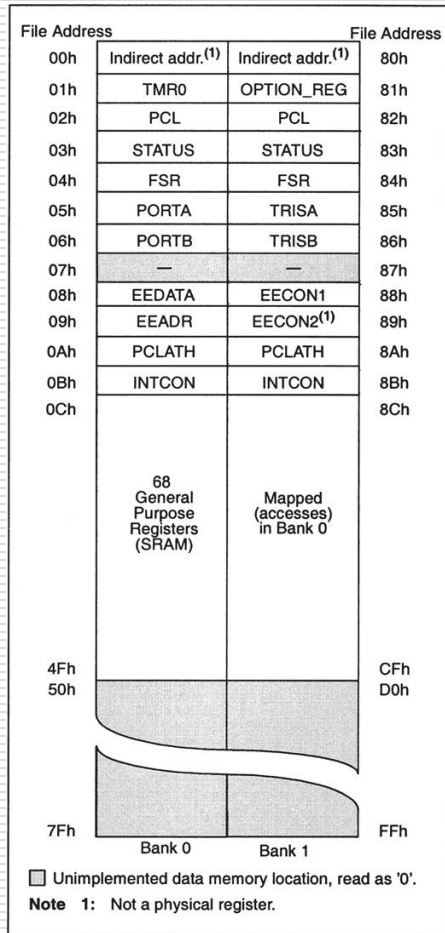 File Address File Address
00h Indirect addr.(1) Indirect addr.(1) 80h
01h TMR0 OPTION_REG 81h
02h PCL PCL 82h
03h STATUS STATUS 83h
04h FSR FSR 84h
05h PORTA TRISA 85h
06h PORTB TRISB 86h
07h — — 87h
08h EEDATA EECON1 88h
09h EEADR EECON2(1) 89h
0Ah PCLATH PCLATH 8Ah
0Bh INTCON INTCON 8Bh
0Ch 8Ch
68
General Mapped
Purpose (accesses)
Registers in Bank 0
(SRAM)
4Fh CFh
50h D0h
7Fh FFh
Bank 0 Bank 1
Unimplemented data memory location, read as '0'.
Note 1: Not a physical register.